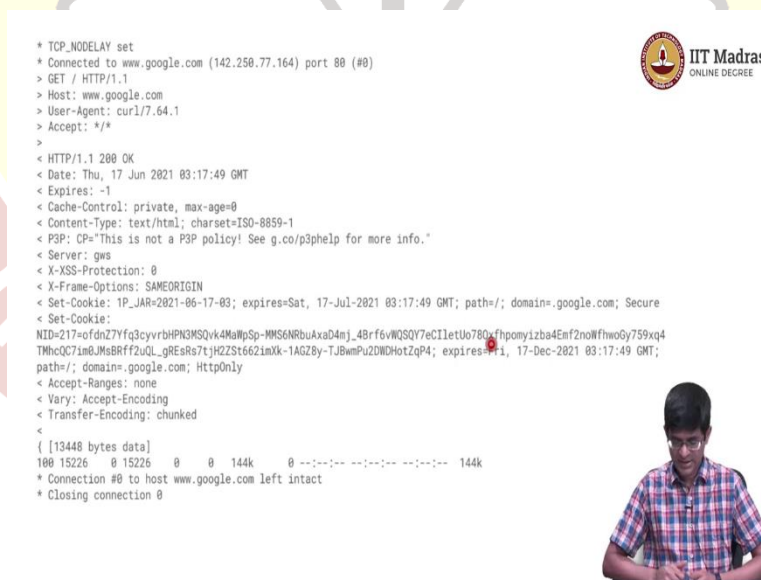 * TCP_NODELAY set
* Connected to www.google.com (142.250.77.164) port 80 (#0)
> GET / HTTP/1.1
> Host: www.google.com
> User-Agent: curl/7.64.1
> Accept: */*
>
< HTTP/1.1 200 OK
< Date: Thu, 17 Jun 2021 03:17:49 GMT
< Expires: -1
< Cache-Control: private, max-age=0
< Content-Type: text/html; charset=ISO-8859-1
< P3P: CP="This is not a P3P policy! See g.co/p3phelp for more info."
< Server: gws
< X-XSS-Protection: 0
< X-Frame-Options: SAMEORIGIN
< Set-Cookie: 1P_JAR=2021-06-17-03; expires=Sat, 17-Jul-2021 03:17:49 GMT; path=/; domain=.google.com; Secure
< Set-Cookie:
NID=217=ofdnZ7Yfq3cyvrbHPN3MSQvk4MaWpSp-MMS6NRbuAxaD4mj_4Brf6vWQSQY7eCIletUo78Oxfhpomyizba4Emf2noWfhwoGy759xq4
TMhcQC7im0JMsBRff2uQL_gREsRs7tjH2ZSt662imXk-1AGZ8y-TJBwmPu2DWDHotZqP4; expires=Fri, 17-Dec-2021 03:17:49 GMT;
path=/; domain=.google.com; HttpOnly
< Accept-Ranges: none
< Vary: Accept-Encoding
< Transfer-Encoding: chunked
<
{ [13448 bytes data]
100 15226 0 15226 0 0 144k 0 --:--:-- --:--:-- --:--:-- 144k
* Connection #0 to host www.google.com left intact
* Closing connection 0
IIT Madras
ONLINE DEGREE